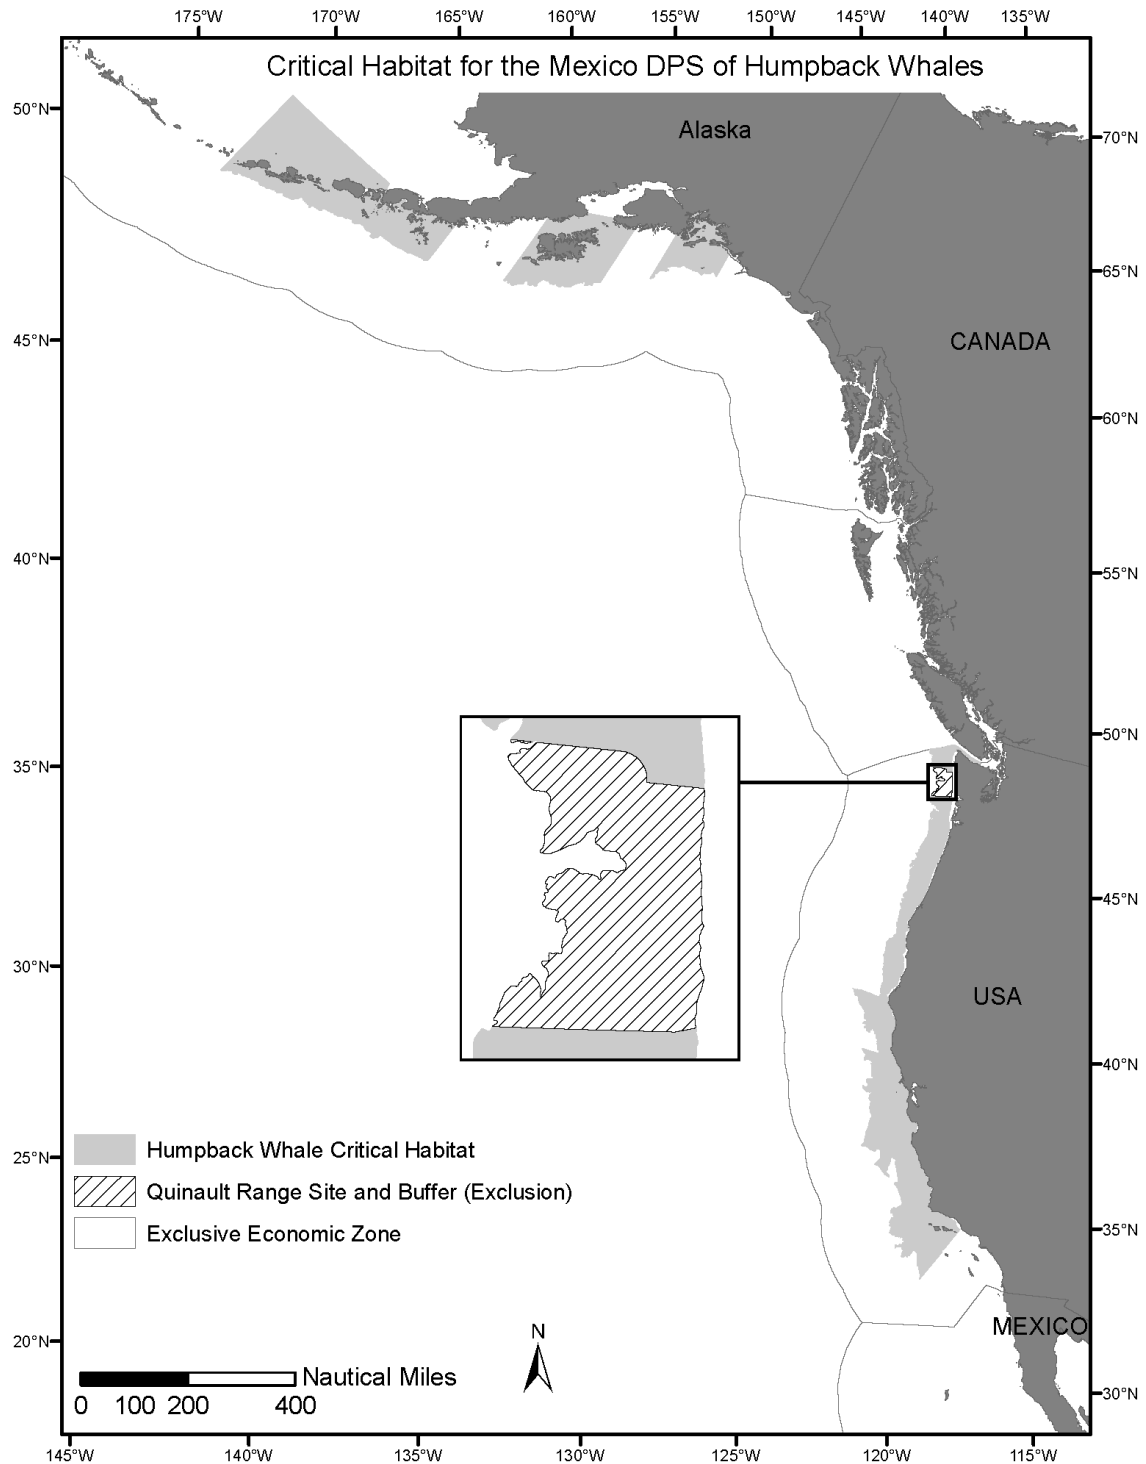 175°W 170°W 165°W 160°W 155°W 150°W 145°W 140°W 135°W
Critical Habitat for the Mexico DPS of Humpback Whales
50°N
Alaska
70°N
65°N
45°N
CANADA
60°N
40°N
55°N
50°N
35°N
45°N
30°N
USA
40°N
Humpback Whale Critical Habitat
25°N
Quinault Range Site and Buffer (Exclusion)
Exclusive Economic Zone
35°N
MEXICO
N
20°N
Nautical Miles
0 100 200 400
30°N
145°W 140°W 135°W 130°W 125°W 120°W 115°W